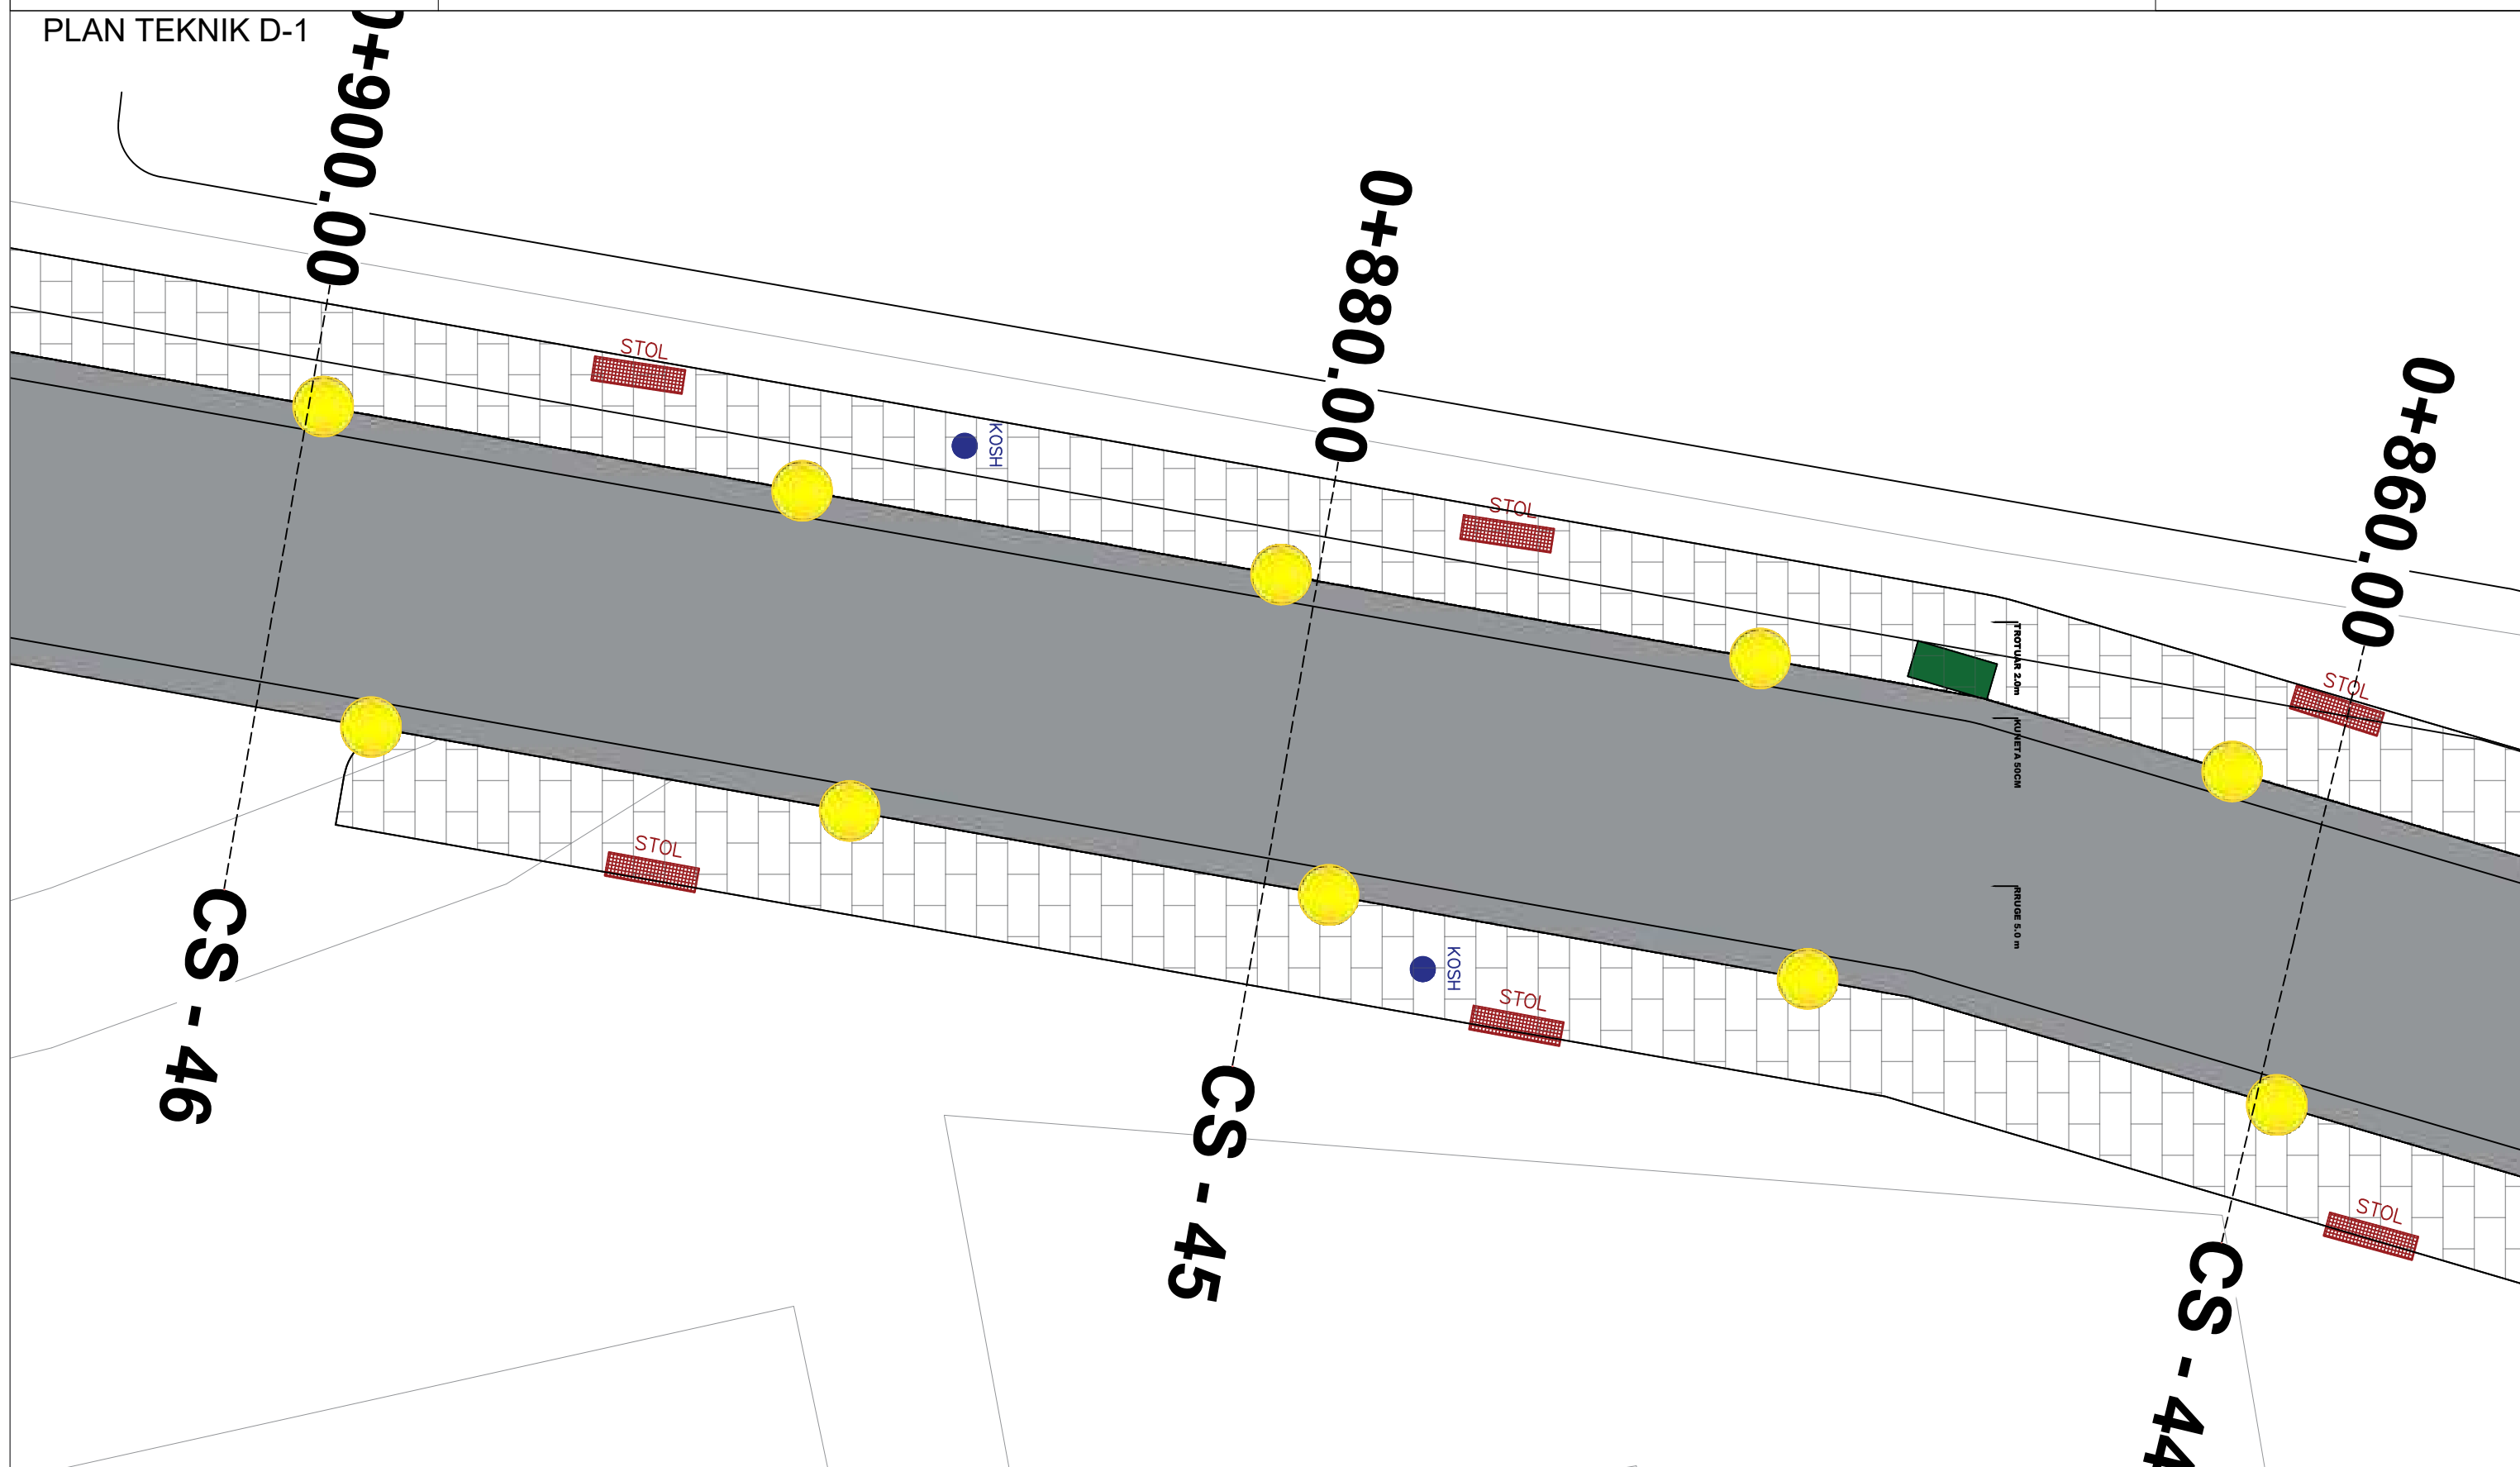 PLAN TEKNIK D-1
0+900.00
0+880.00
0+860.00
STOL
KOSH
STOL
STOL
TROTUAR 2.0m
KUNETA 50CM
RRUGE 5.0 m
STOL
KOSH
STOL
STOL
CS - 46
CS - 45
CS - 44